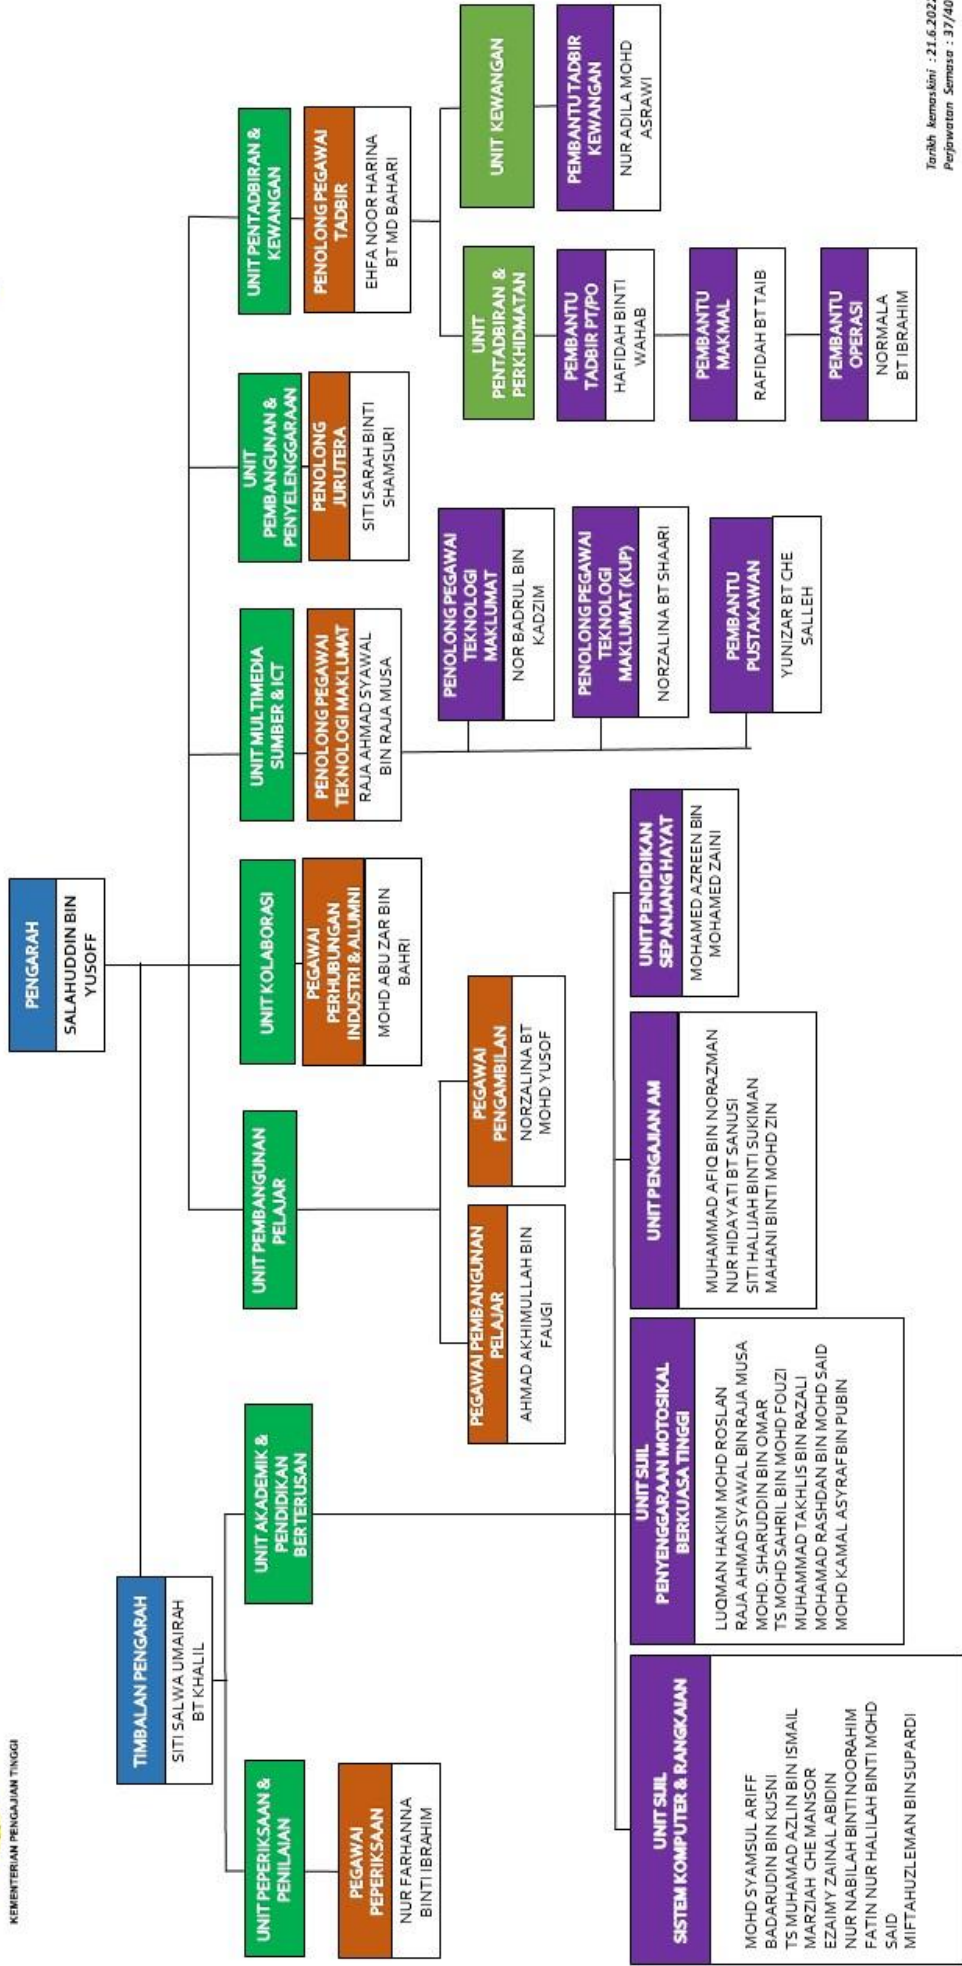 KEMENTERIAN PENGAJIAN TINGGI
PENGARAH
SALAHUDDIN BIN
YUSOFF
TIMBALAN PENGARAH
SITI SALWA UMAIRAH
BT KHALIL
UNIT PEPERIKSAAN &
PENILAIAN
PEGAWAI
PEPERIKSAAN
NUR FARHANNA
BINTI IBRAHIM
UNIT AKADEMIK &
PENDIDIKAN
BERTERUSAN
UNIT PEMBANGUNAN
PELAJAR
PEGAWAI PEMBANGUNAN
PELAJAR
AHMAD AKHIMULLAH BIN
FAUGI
PEGAWAI
PENGAMBILAN
NORZALINA BT
MOHD YUSOF
UNIT KOLABORASI
PEGAWAI
PERHUBUNGAN
INDUSTRI & ALUMNI
MOHD ABU ZAR BIN
BAHRI
UNIT MULTIMEDIA
SUMBER & ICT
PENOLONG PEGAWAI
TEKNOLOGI MAKLUMAT
RAJA AHMAD SYAWAL
BIN RAJA MUSA
PENOLONG PEGAWAI
TEKNOLOGI
MAKLUMAT
NOR BADRUL BIN
KADZIM
PENOLONG PEGAWAI
TEKNOLOGI
MAKLUMAT (KUP)
NORZALINA BT SHAARI
PEMBANTU
PUSTAKAWAN
YUNIZAR BT CHE
SALLEH
UNIT
PEMBANGUNAN &
PENYELENGGARAAN
PENOLONG
JURUTERA
SITI SARAH BINTI
SHAMSURI
UNIT PENTADBIRAN &
KEWANGAN
PENOLONG PEGAWAI
TADBIR
EHFA NOOR HARINA
BT MD BAHARI
UNIT
PENTADBIRAN &
PERKHIDMATAN
PEMBANTU
TADBIR PT/PO
HAFIDAH BINTI
WAHAB
PEMBANTU
MAKMAL
RAFIDAH BT TAIB
PEMBANTU
OPERASI
NORMALA
BT IBRAHIM
UNIT KEWANGAN
PEMBANTU TADBIR
KEWANGAN
NUR ADILA MOHD
ASRAWI
UNIT SIJIL
SISTEM KOMPUTER & RANGKAIAN
MOHD SYAMSUL ARIFF
BADARUDIN BIN KUSNI
TS MUHAMAD AZLIN BIN ISMAIL
MARZIAH CHE MANSOR
EZAIMY ZAINAL ABIDIN
NUR NABILAH BINTI NOORAHIM
FATIN NUR HALILAH BINTI MOHD
SAID
MIFTAHUZLEMAN BIN SUPARDI
UNIT SIJIL
PENYENGGARAAN MOTOSIKAL
BERKUASA TINGGI
LUQMAN HAKIM MOHD ROSLAN
RAJA AHMAD SYAWAL BIN RAJA MUSA
MOHD. SHARUDDIN BIN OMAR
TS MOHD SAHRIL BIN MOHD FOUZI
MUHAMMAD TAKHLIS BIN RAZALI
MOHAMAD RASHDAN BIN MOHD SAID
MOHD KAMAL ASYRAF BIN PUBIN
UNIT PENGAJIAN AM
MUHAMMAD AFIQ BIN NORAZMAN
NUR HIDAYATI BT SANUSI
SITI HALIJAH BINTI SUKIMAN
MAHANI BINTI MOHD ZIN
UNIT PENDIDIKAN
SEPANJANG HAYAT
MOHAMED AZREEN BIN
MOHAMED ZAINI
Tarikh kemaskini : 21.6.2022
Perjawatan Semasa : 37/40